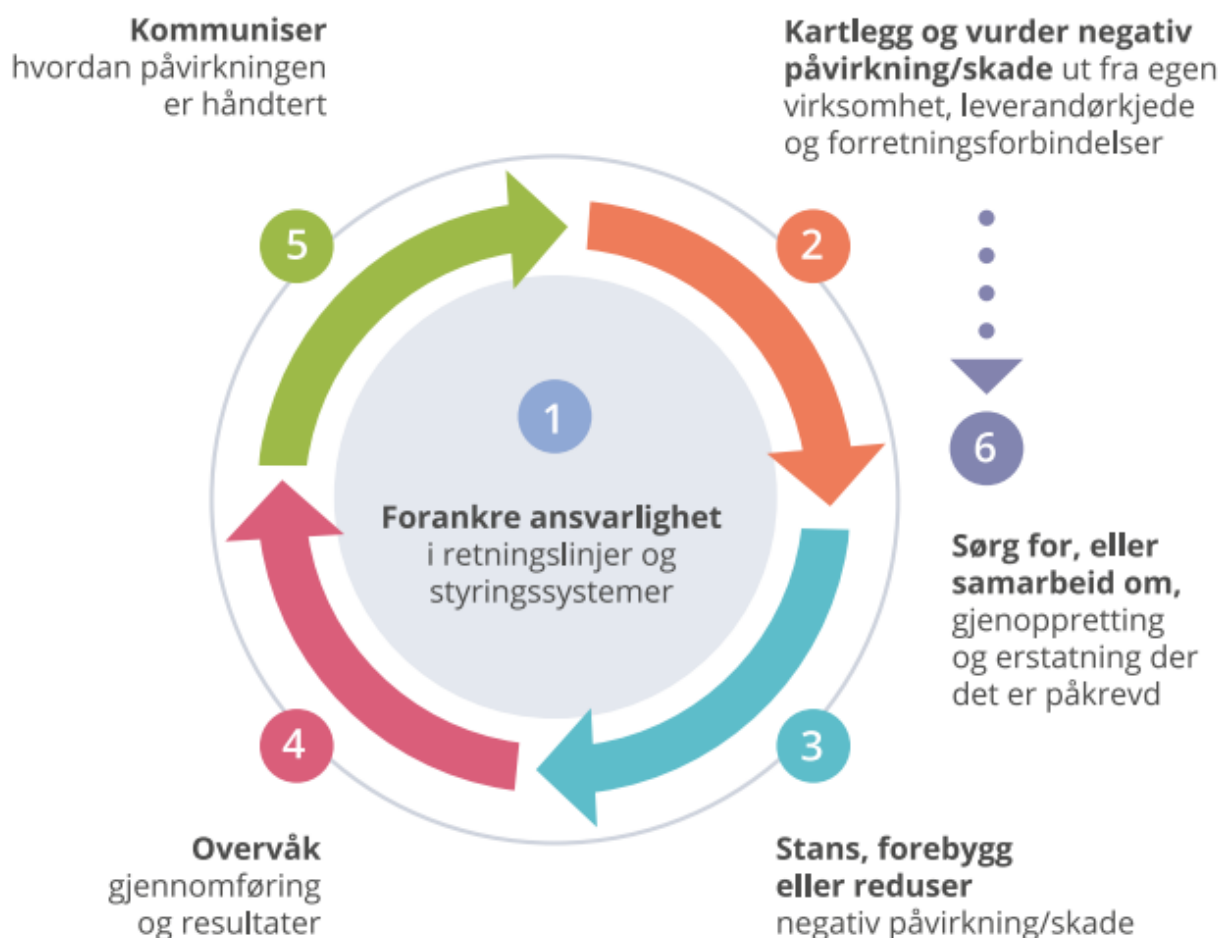 1
Forankre ansvarlighet
i retningslinjer og
styringssystemer
2
Kartlegg og vurder negativ
påvirkning/skade ut fra egen
virksomhet, leverandørkjede
og forretningsforbindelser
3
Stans, forebygg
eller reduser
negativ påvirkning/skade
4
Overvåk
gjennomføring
og resultater
5
Kommuniser
hvordan påvirkningen
er håndtert
6
Sørg for, eller
samarbeid om,
gjenoppretting
og erstatning der
det er påkrevd